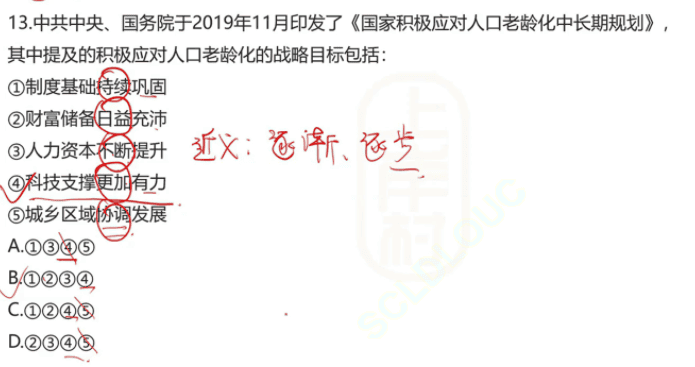 13.中共中央、国务院于2019年11月印发了《国家积极应对人口老龄化中长期规划》，
其中提及的积极应对人口老龄化的战略目标包括：
①制度基础持续巩固
②财富储备日益充沛
③人力资本不断提升 近义：逐渐、逐步
④科技支撑更加有力
⑤城乡区域协调发展
A.①③④⑤
B.①②③④
C.①②④⑤
D.②③④⑤
上岸村